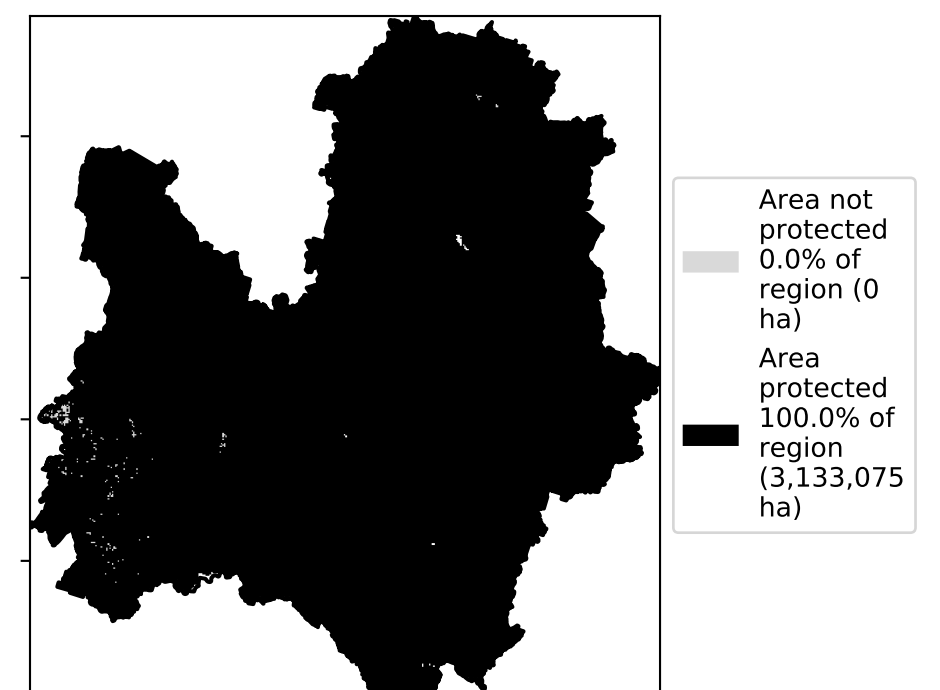 Area not
protected
0.0% of
region (0
ha)
Area
protected
100.0% of
region
(3,133,075
ha)